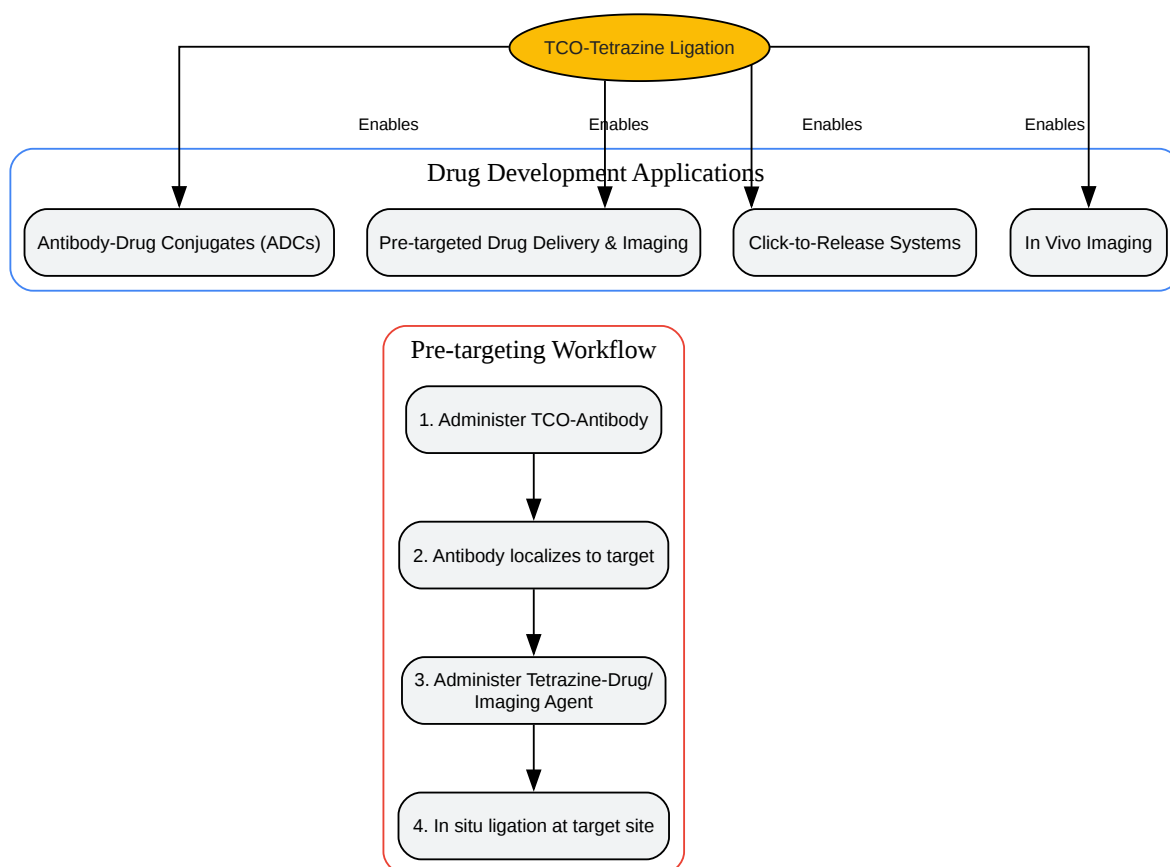 TCO-Tetrazine Ligation
Enables
Enables
Enables
Enables
Drug Development Applications
Antibody-Drug Conjugates (ADCs)
Pre-targeted Drug Delivery & Imaging
Click-to-Release Systems
In Vivo Imaging
Pre-targeting Workflow
1. Administer TCO-Antibody
2. Antibody localizes to target
3. Administer Tetrazine-Drug/
Imaging Agent
4. In situ ligation at target site